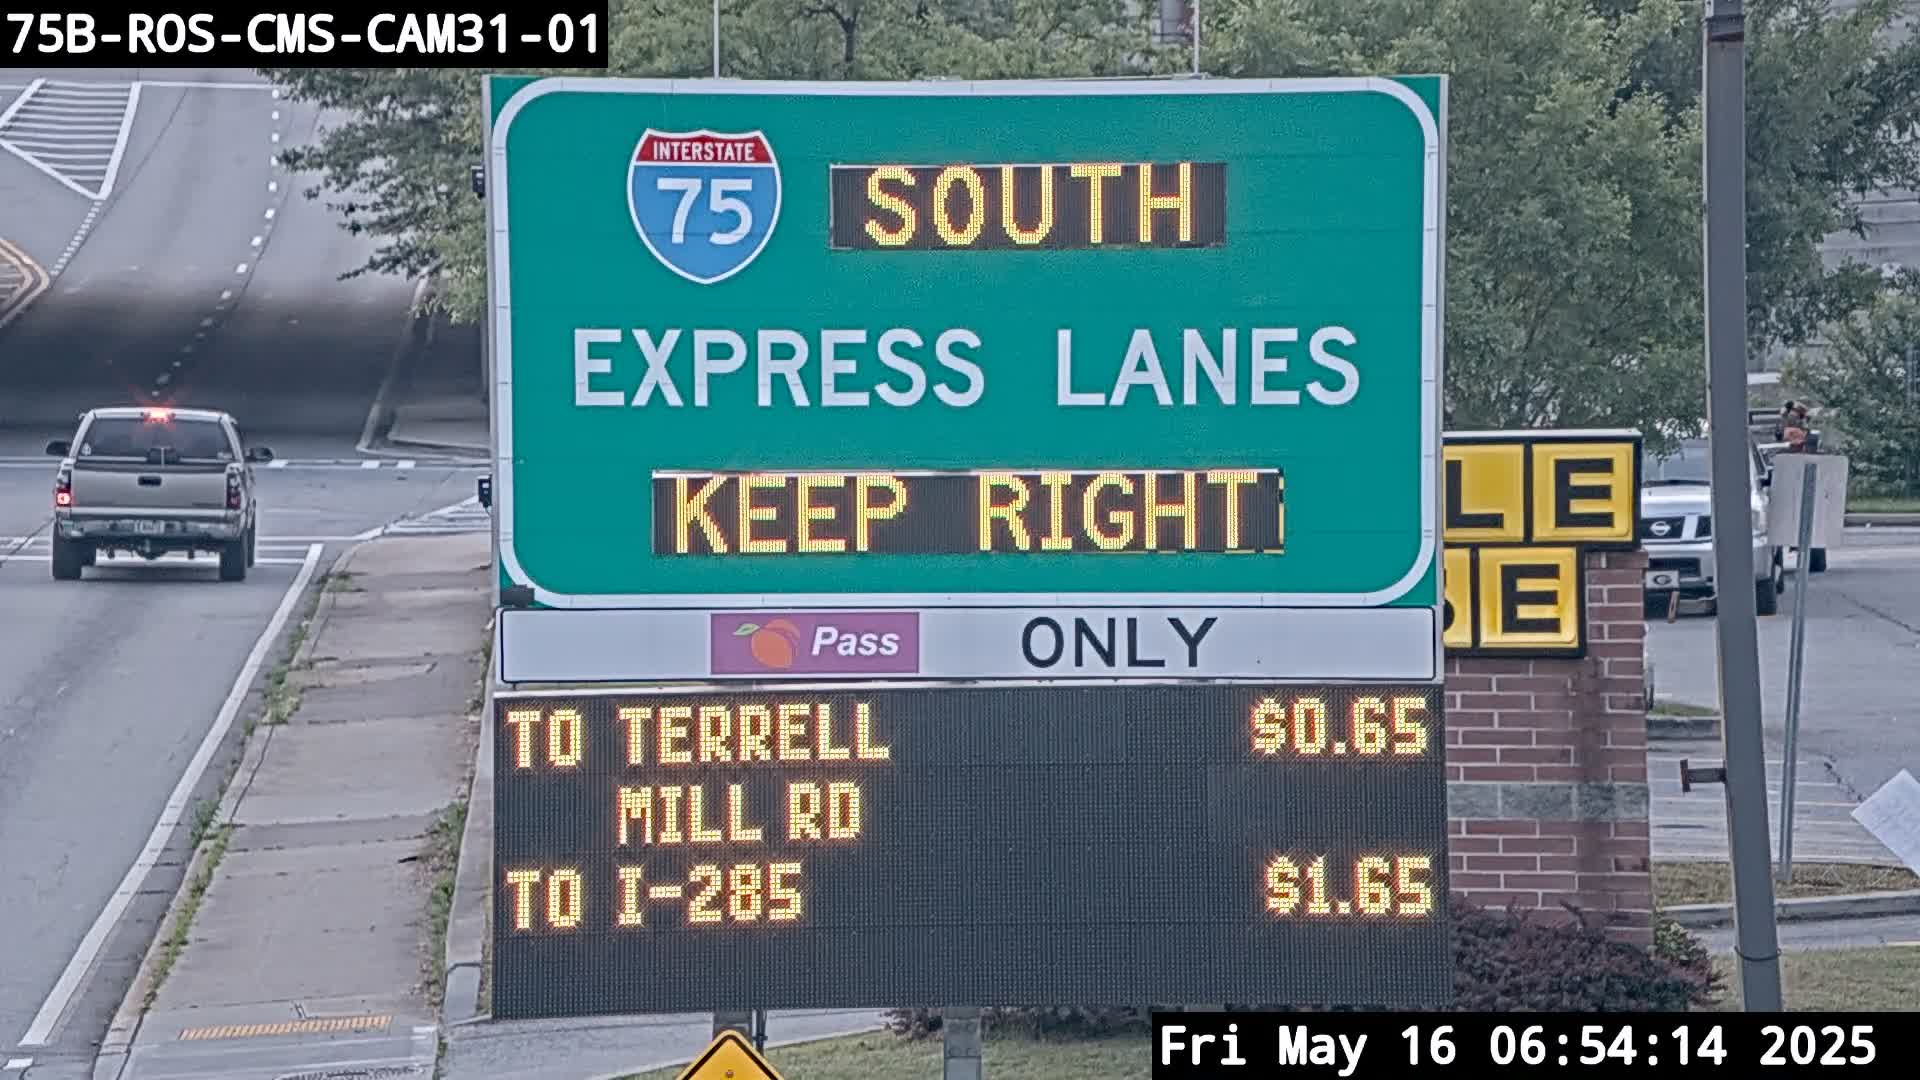 75B-ROS-CMS-CAM31-01
INTERSTATE
75
SOUTH
EXPRESS LANES
KEEP RIGHT
Pass ONLY
TO TERRELL $0.65
MILL RD
TO I-285 $1.65
LE
E
Fri May 16 06:54:14 2025